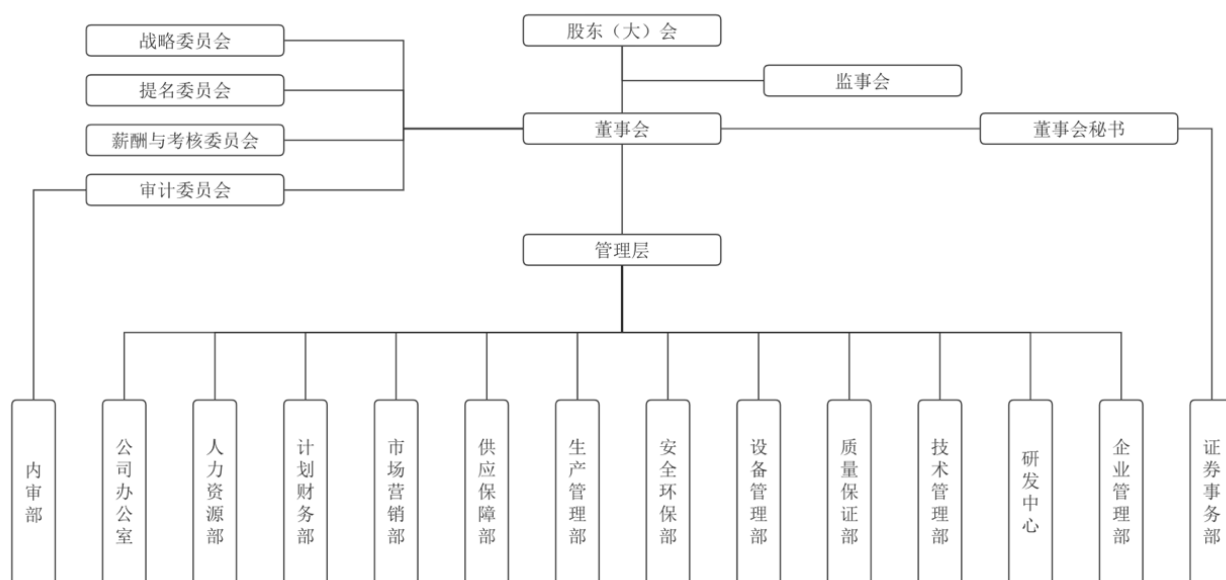 股东（大）会
战略委员会
监事会
提名委员会
董事会
董事会秘书
薪酬与考核委员会
审计委员会
管理层
内审部
公司办公室
人力资源部
计划财务部
市场营销部
供应保障部
生产管理部
安全环保部
设备管理部
质量保证部
技术管理部
研发中心
企业管理部
证券事务部